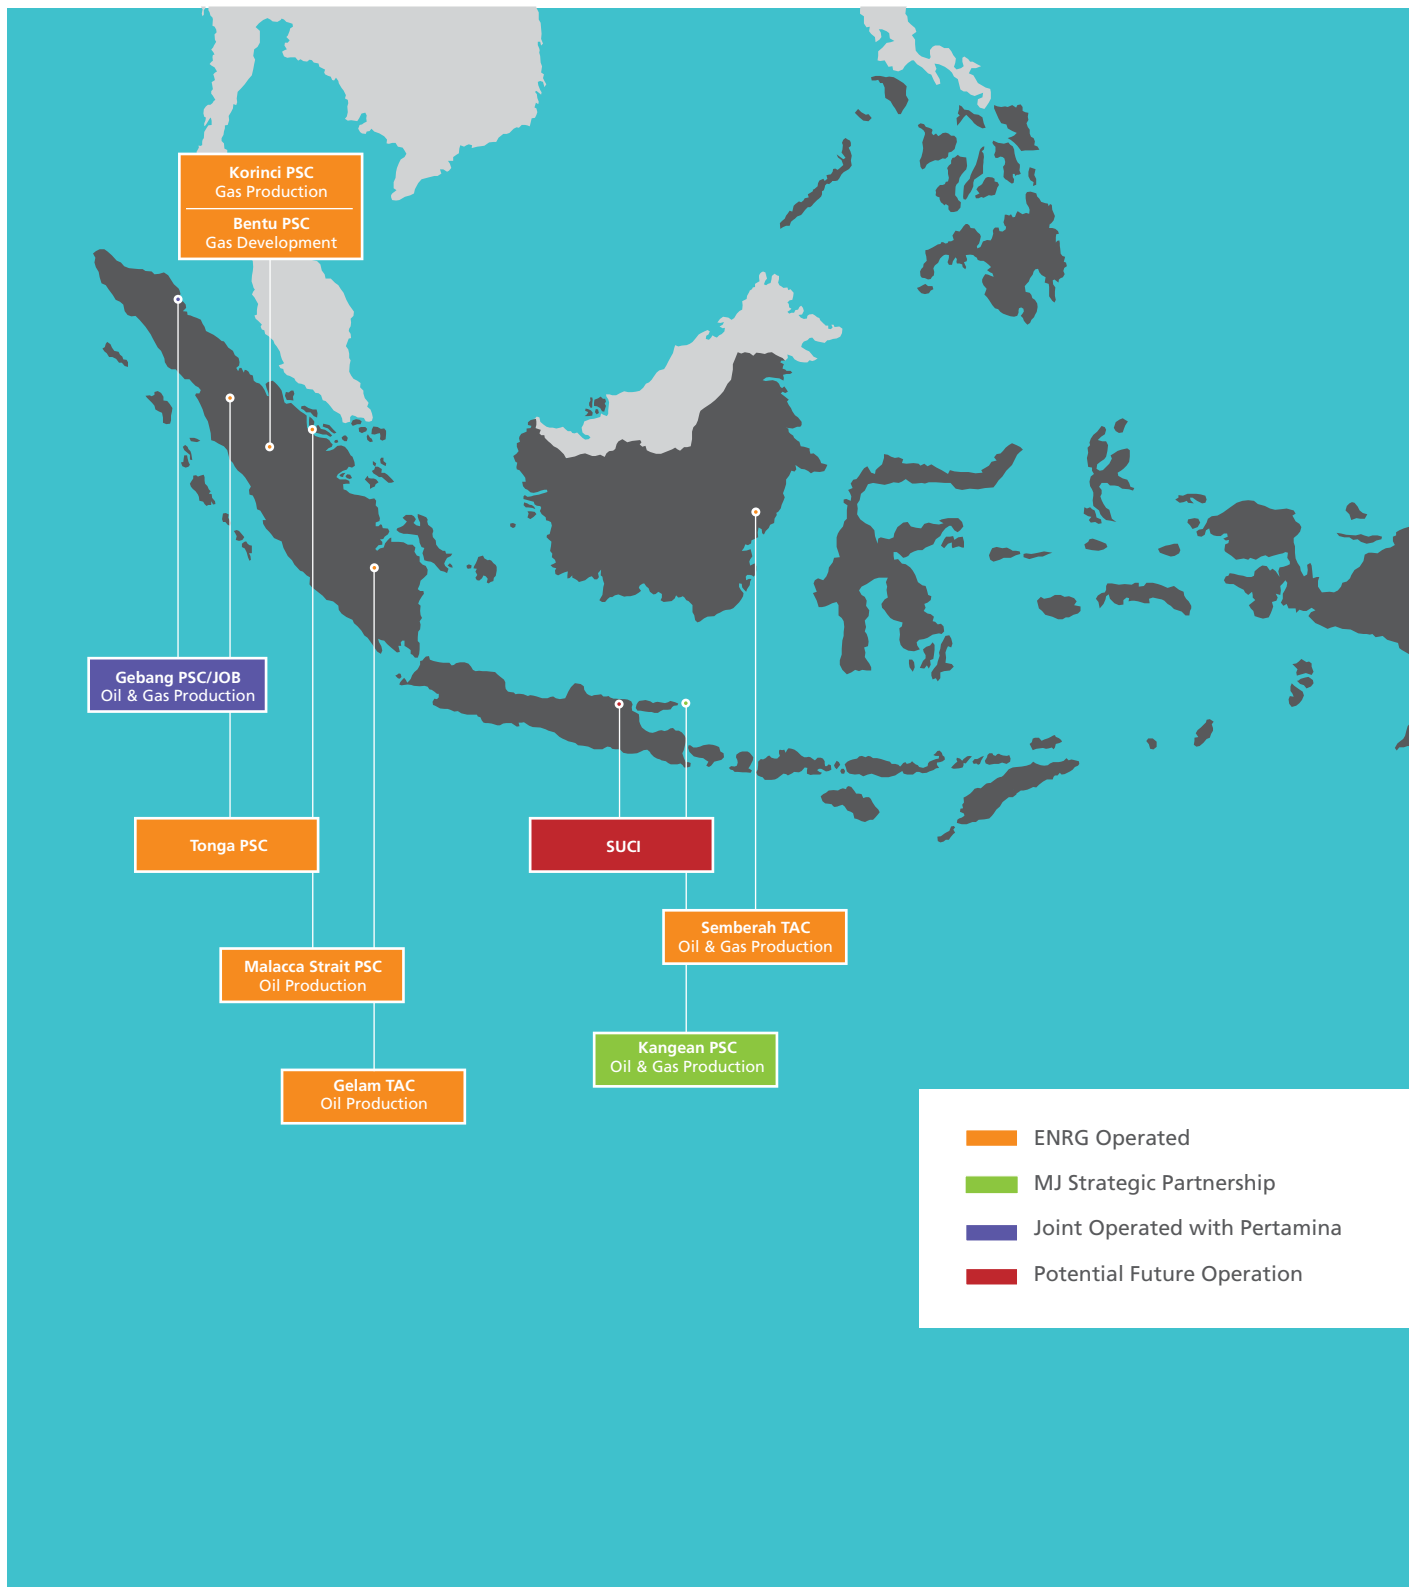 Korinci PSC
Gas Production
Bentu PSC
Gas Development
Gebang PSC/JOB
Oil & Gas Production
Tonga PSC
SUCI
Semberah TAC
Oil & Gas Production
Malacca Strait PSC
Oil Production
Kangean PSC
Oil & Gas Production
Gelam TAC
Oil Production
ENRG Operated
MJ Strategic Partnership
Joint Operated with Pertamina
Potential Future Operation